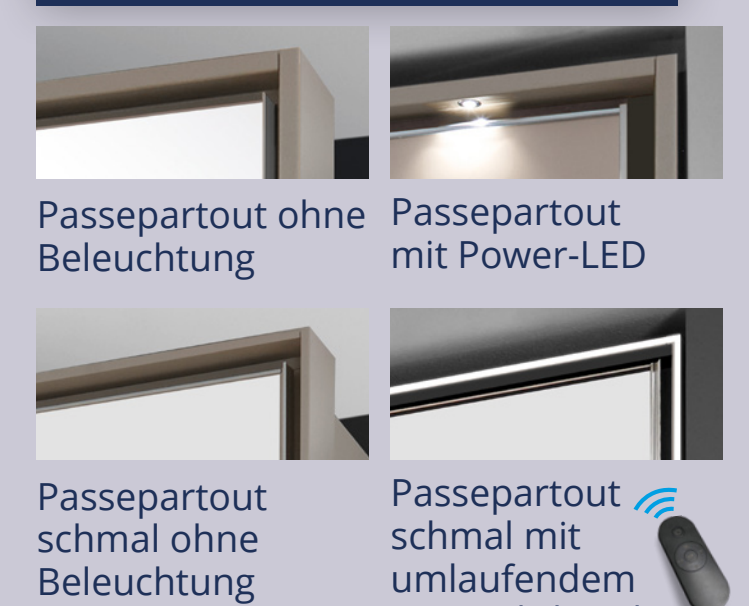 Passepartout ohne
Beleuchtung
Passepartout
mit Power-LED
Passepartout
schmal ohne
Beleuchtung
Passepartout
schmal mit
umlaufendem